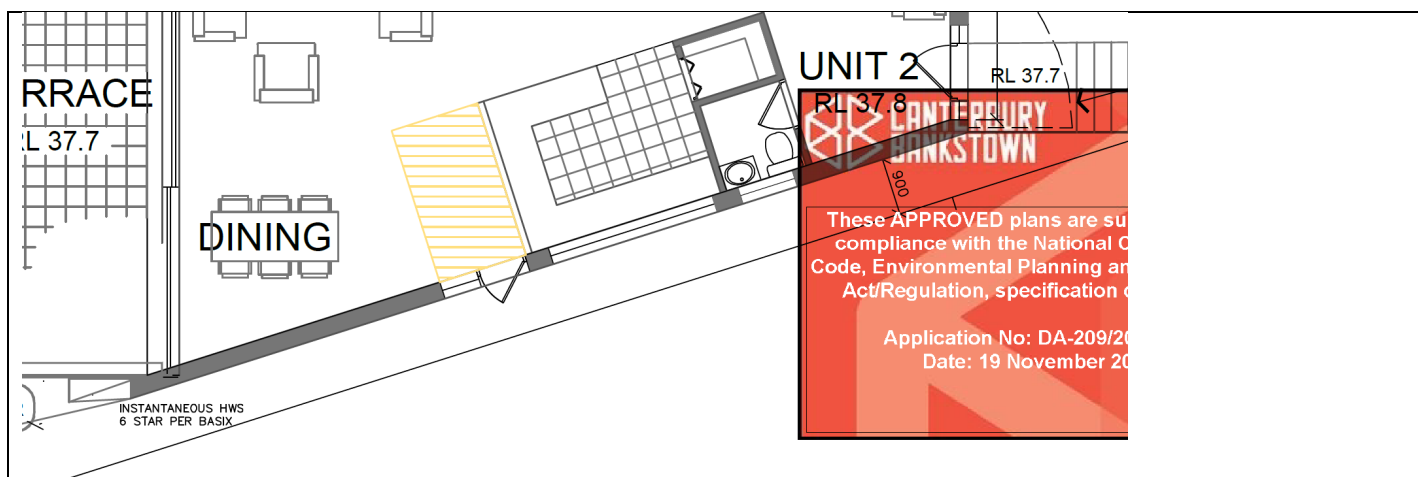 UNIT 2
RL 37.8
RL 37.7
RRACE
RL 37.7
DINING
900
CANTERBURY
BANKSTOWN
These APPROVED plans are su
compliance with the National C
Code, Environmental Planning an
Act/Regulation, specification o
Application No: DA-209/20
Date: 19 November 20
INSTANTANEOUS HWS
6 STAR PER BASIX